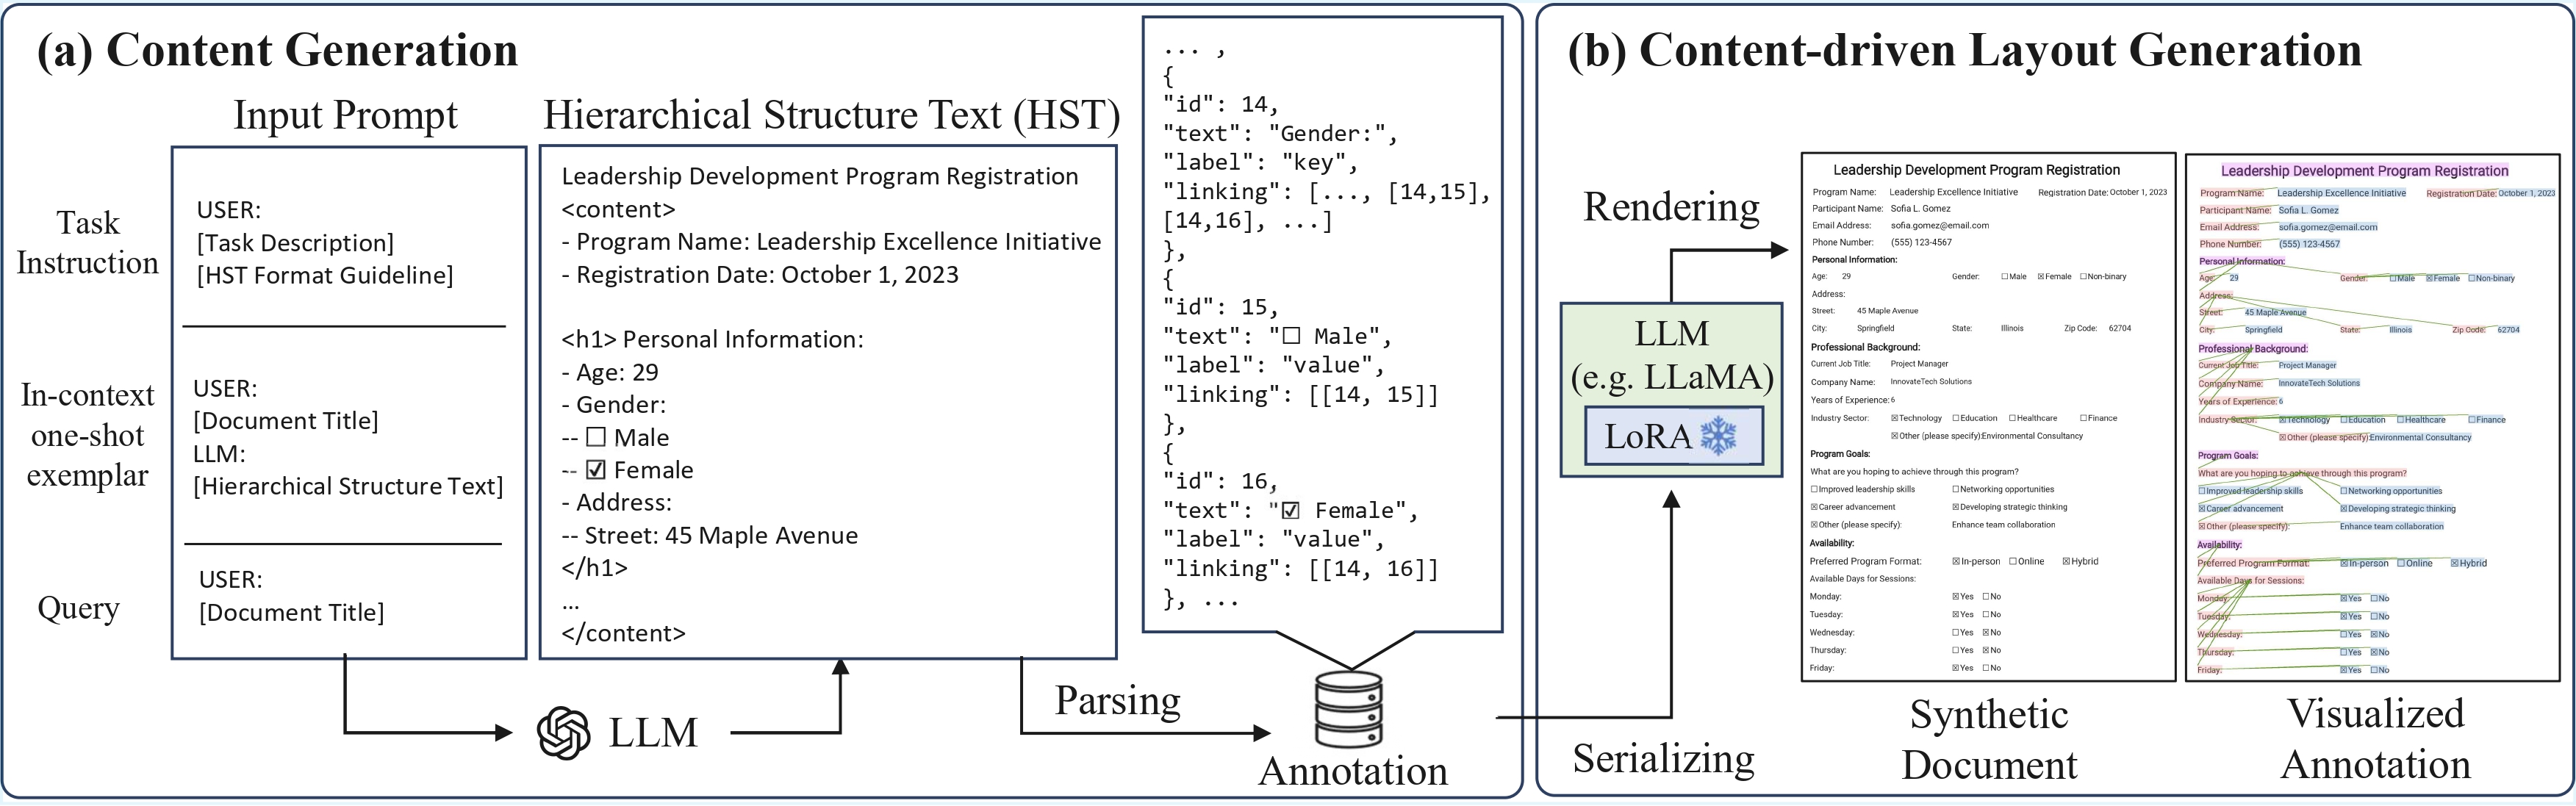 (a) Content Generation
Input Prompt
Task
Instruction
USER:
[Task Description]
[HST Format Guideline]
In-context
one-shot
exemplar
USER:
[Document Title]
LLM:
[Hierarchical Structure Text]
Query
USER:
[Document Title]
LLM
Hierarchical Structure Text (HST)
Leadership Development Program Registration
<content>
- Program Name: Leadership Excellence Initiative
- Registration Date: October 1, 2023
<h1> Personal Information:
- Age: 29
- Gender:
-- ☐ Male
-- ☑ Female
- Address:
-- Street: 45 Maple Avenue
</h1>
...
</content>
Parsing
... ,
{
"id": 14,
"text": "Gender:",
"label": "key",
"linking": [..., [14,15],
[14,16], ...]
},
{
"id": 15,
"text": "☐ Male",
"label": "value",
"linking": [[14, 15]]
},
{
"id": 16,
"text": "☑ Female",
"label": "value",
"linking": [[14, 16]]
}, ...
Annotation
(b) Content-driven Layout Generation
Serializing
LLM
(e.g. LLaMA)
LoRA
Rendering
Leadership Development Program Registration
Program Name: Leadership Excellence Initiative Registration Date: October 1, 2023
Participant Name: Sofia L. Gomez
Email Address: sofia.gomez@email.com
Phone Number: (555) 123-4567
Personal Information:
Age: 29 Gender: ☐Male ☒Female ☐Non-binary
Address:
Street: 45 Maple Avenue
City: Springfield State: Illinois Zip Code: 62704
Professional Background:
Current Job Title: Project Manager
Company Name: InnovateTech Solutions
Years of Experience: 6
Industry Sector: ☒Technology ☐Education ☐Healthcare ☐Finance
☒Other (please specify):Environmental Consultancy
Program Goals:
What are you hoping to achieve through this program?
☐Improved leadership skills ☐Networking opportunities
☒Career advancement ☒Developing strategic thinking
☒Other (please specify): Enhance team collaboration
Availability:
Preferred Program Format: ☒In-person ☐Online ☒Hybrid
Available Days for Sessions:
Monday: ☒Yes ☐No
Tuesday: ☒Yes ☐No
Wednesday: ☐Yes ☒No
Thursday: ☐Yes ☒No
Friday: ☒Yes ☐No
Synthetic
Document
Leadership Development Program Registration
Program Name: Leadership Excellence Initiative Registration Date: October 1, 2023
Participant Name: Sofia L. Gomez
Email Address: sofia.gomez@email.com
Phone Number: (555) 123-4567
Personal Information:
Age: 29 Gender: ☐Male ☒Female ☐Non-binary
Address:
Street: 45 Maple Avenue
City: Springfield State: Illinois Zip Code: 62704
Professional Background:
Current Job Title: Project Manager
Company Name: InnovateTech Solutions
Years of Experience: 6
Industry Sector: ☒Technology ☐Education ☐Healthcare ☐Finance
☒Other (please specify):Environmental Consultancy
Program Goals:
What are you hoping to achieve through this program?
☐Improved leadership skills ☐Networking opportunities
☒Career advancement ☒Developing strategic thinking
☒Other (please specify): Enhance team collaboration
Availability:
Preferred Program Format: ☒In-person ☐Online ☒Hybrid
Available Days for Sessions:
Monday: ☒Yes ☐No
Tuesday: ☒Yes ☐No
Wednesday: ☐Yes ☒No
Thursday: ☐Yes ☒No
Friday: ☒Yes ☐No
Visualized
Annotation